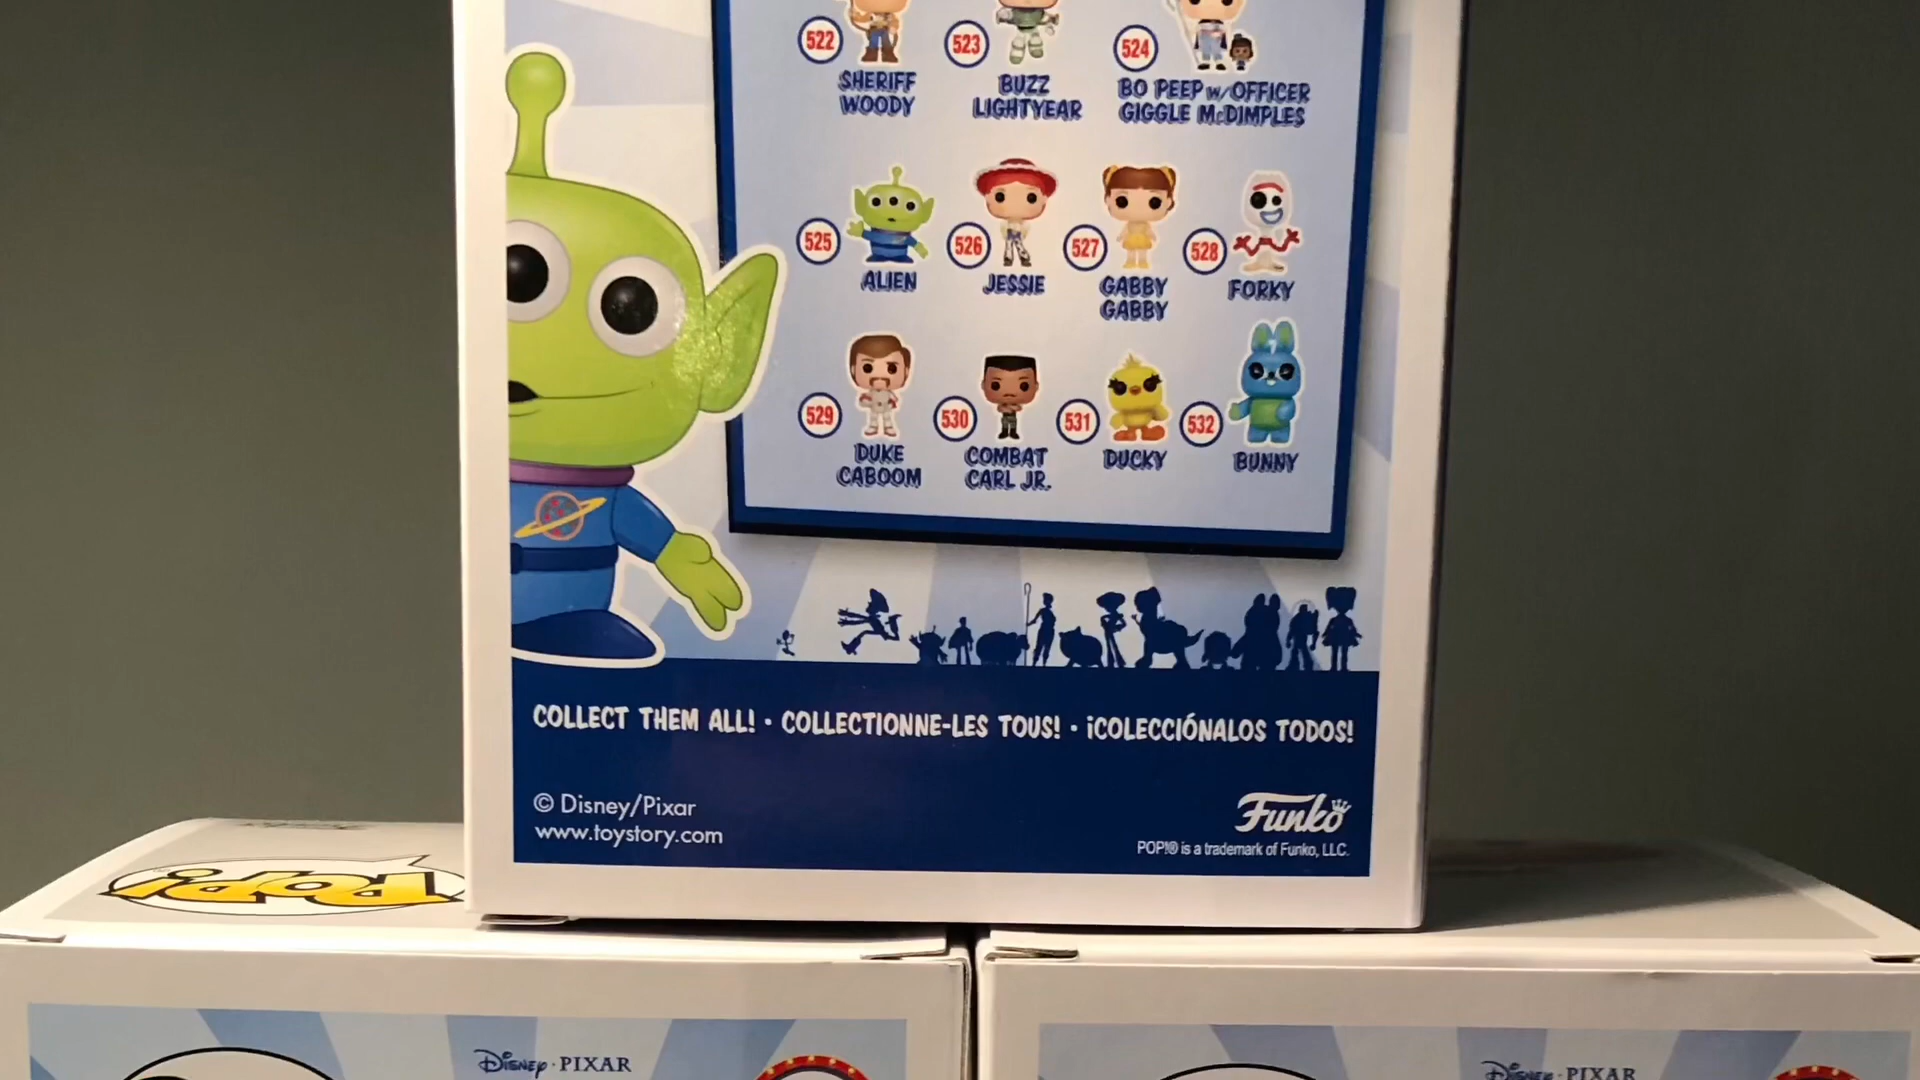 522
SHERIFF
WOODY
523
BUZZ
LIGHTYEAR
524
BO PEEP w/OFFICER
GIGGLE McDIMPLES
525
ALIEN
526
JESSIE
527
GABBY
GABBY
528
FORKY
529
DUKE
CABOOM
530
COMBAT
CARL JR.
531
DUCKY
532
BUNNY
COLLECT THEM ALL! • COLLECTIONNE-LES TOUS! • ¡COLECCIÓNALOS TODOS!
© Disney/Pixar
www.toystory.com
Funko
POP!® is a trademark of Funko, LLC.
POP!
DISNEY • PIXAR
DISNEY • PIXAR